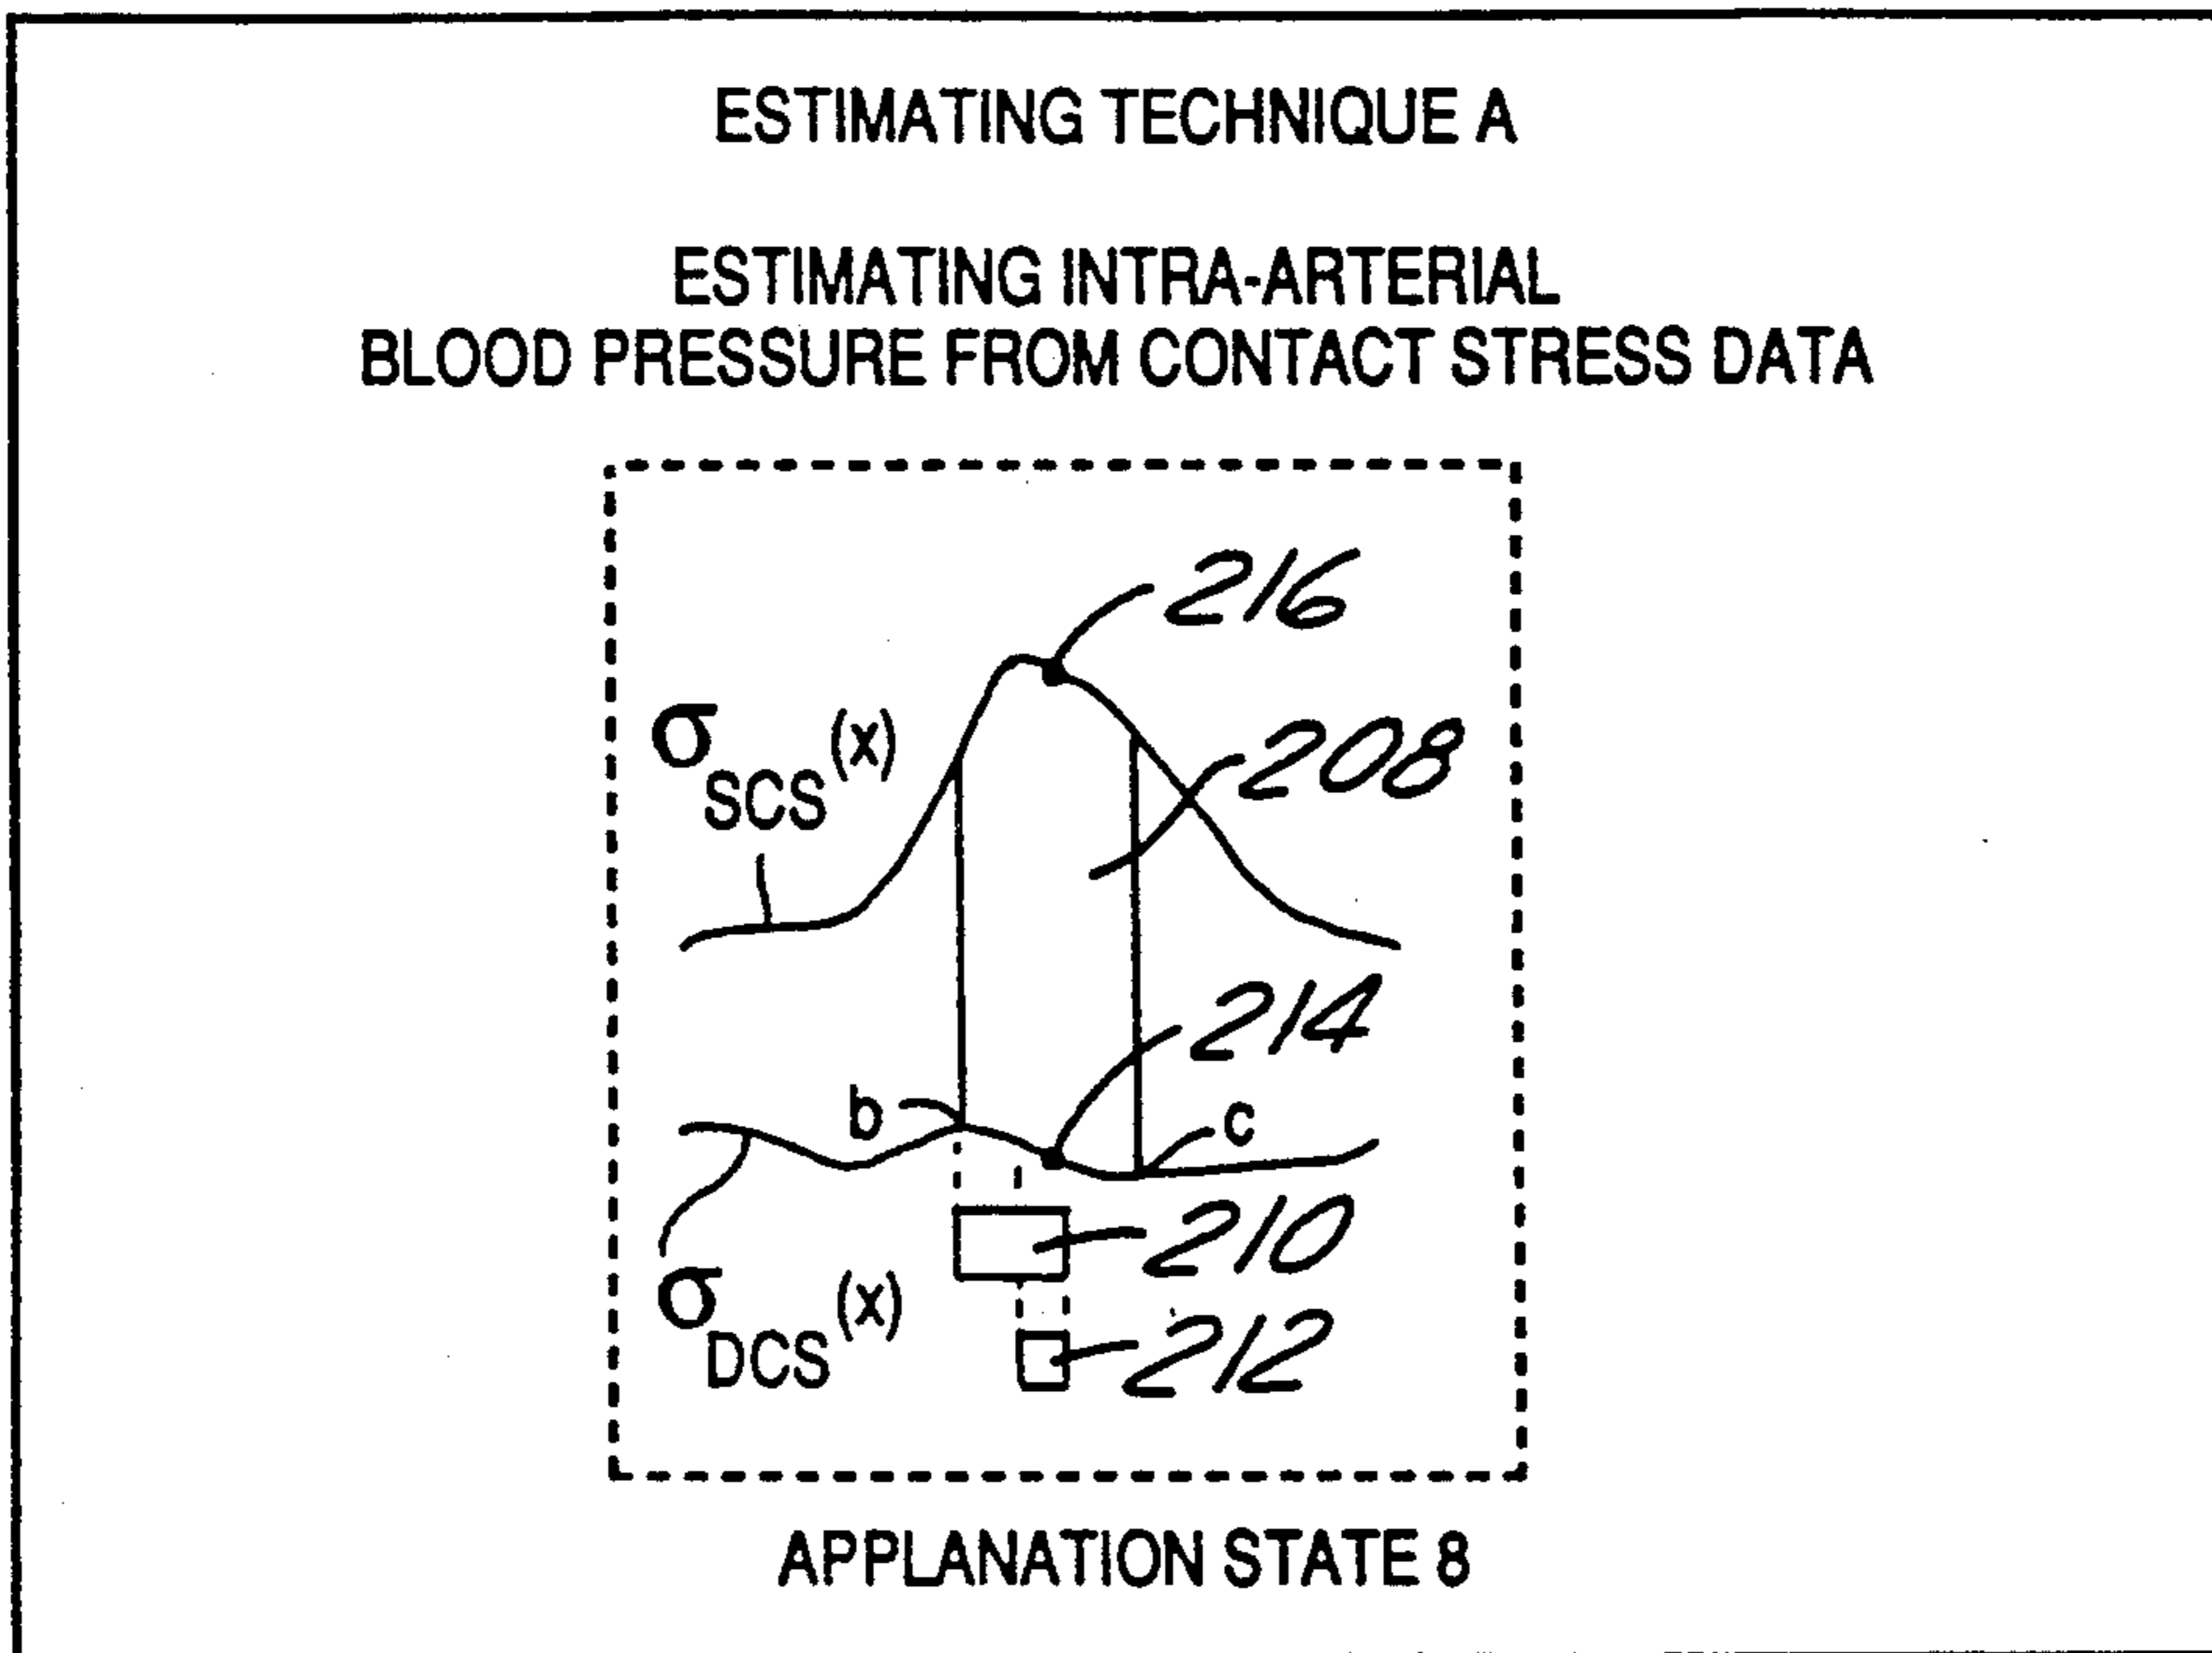 ESTIMATING TECHNIQUE A
ESTIMATING INTRA-ARTERIAL
BLOOD PRESSURE FROM CONTACT STRESS DATA
216
σSCS(x)
208
214
b
c
210
σDCS(x)
212
APPLANATION STATE 8